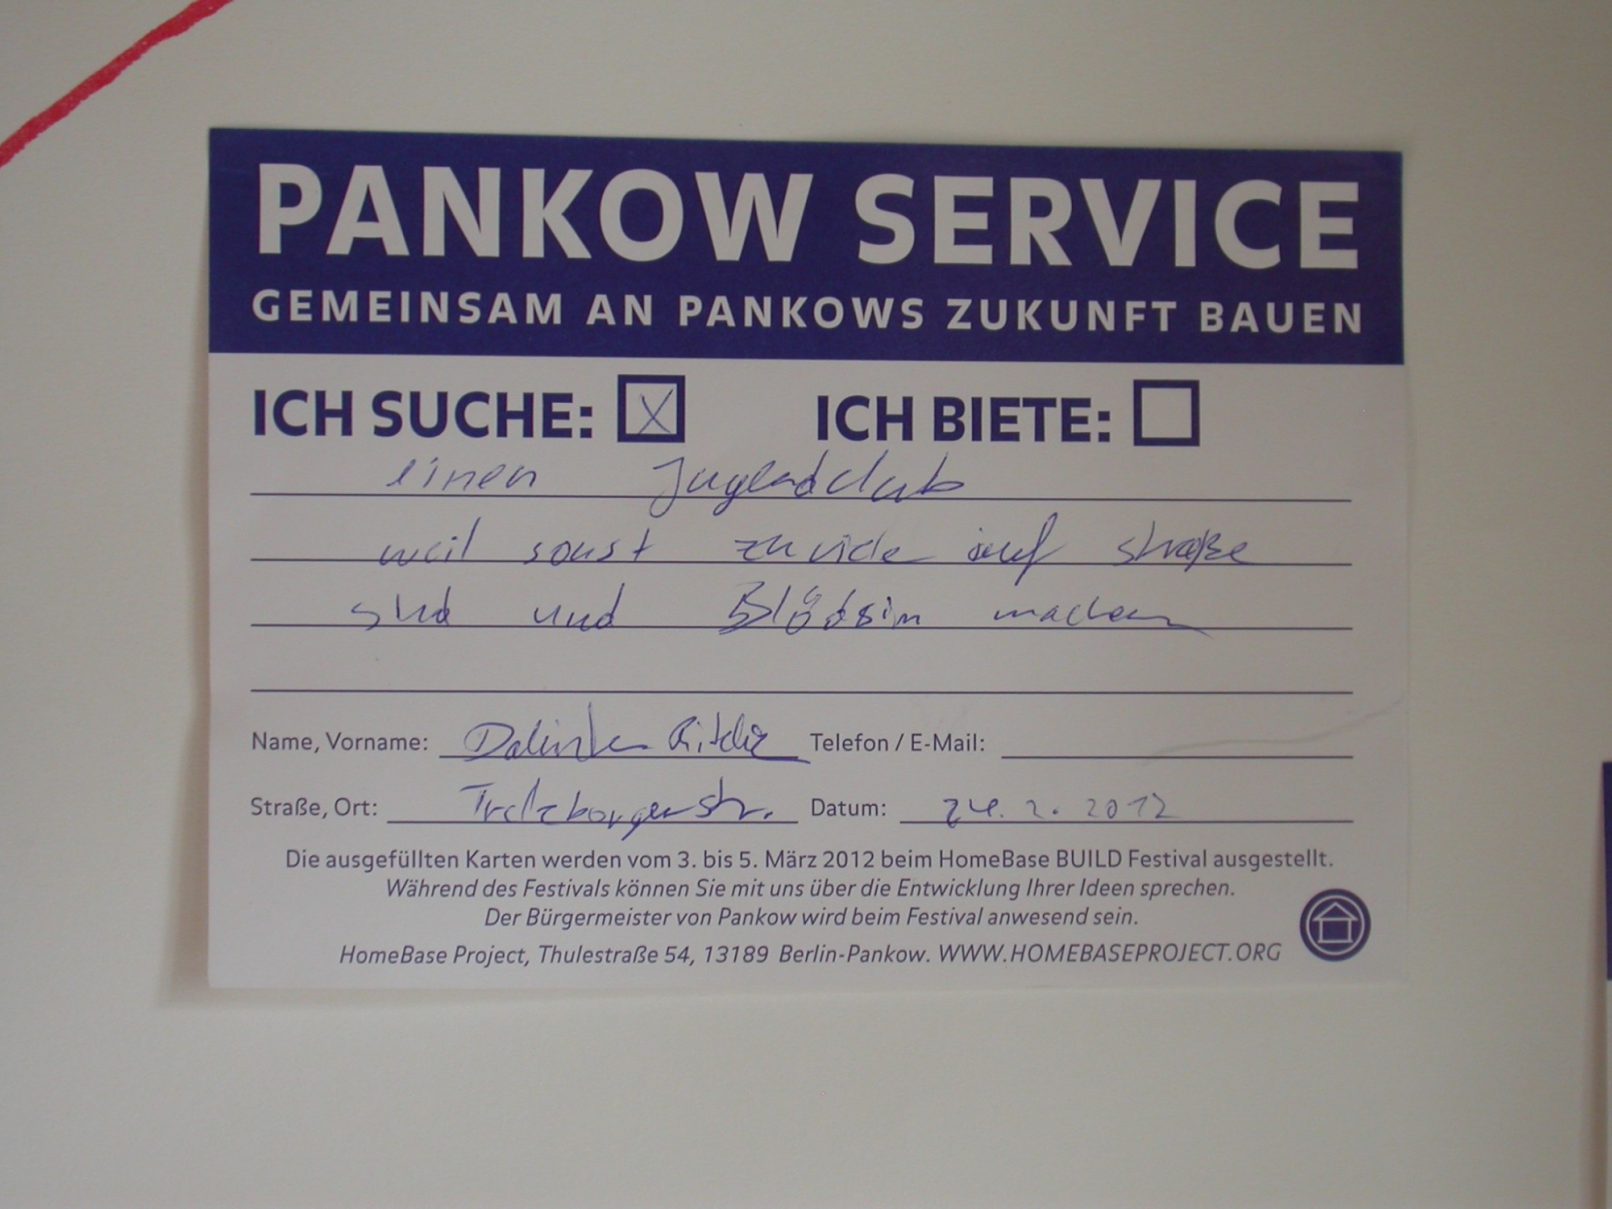 PANKOW SERVICE
GEMEINSAM AN PANKOWS ZUKUNFT BAUEN
ICH SUCHE: X ICH BIETE:
einen Jugendclub
weil sonst zu viele auf straße
sind und Blödsin machen
Name, Vorname: Telefon / E-Mail:
Straße, Ort: Datum: 24.2.2012
Die ausgefüllten Karten werden vom 3. bis 5. März 2012 beim HomeBase BUILD Festival ausgestellt.
Während des Festivals können Sie mit uns über die Entwicklung Ihrer Ideen sprechen.
Der Bürgermeister von Pankow wird beim Festival anwesend sein.
HomeBase Project, Thulestraße 54, 13189 Berlin-Pankow. WWW.HOMEBASEPROJECT.ORG